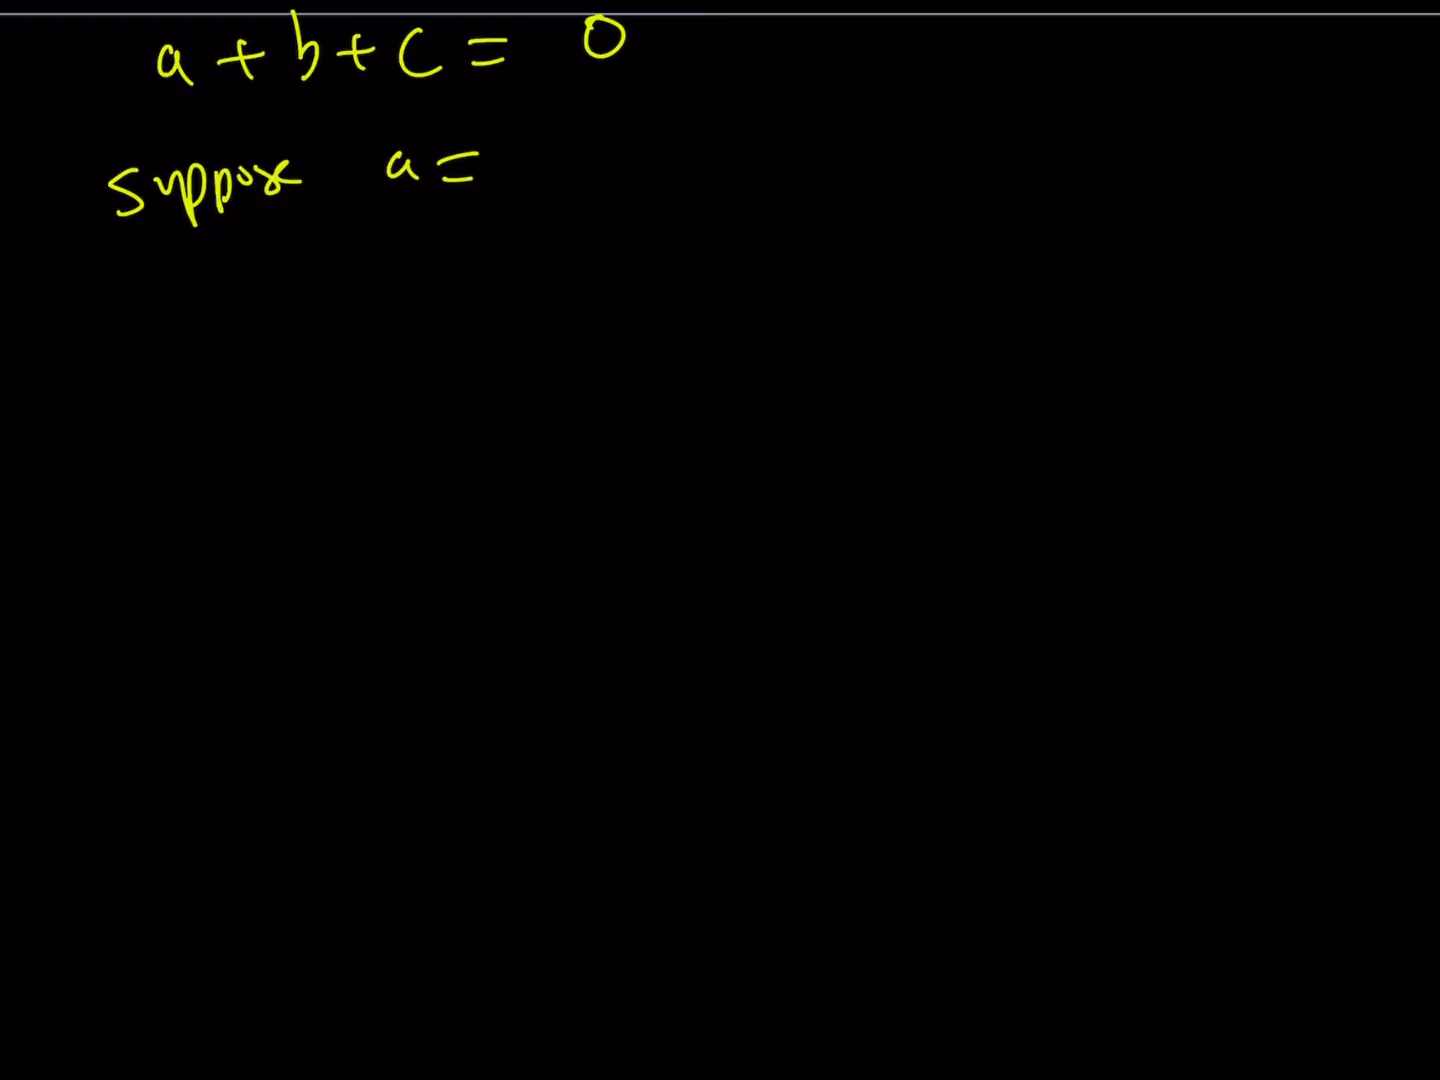 a + b + c = 0
suppose a =